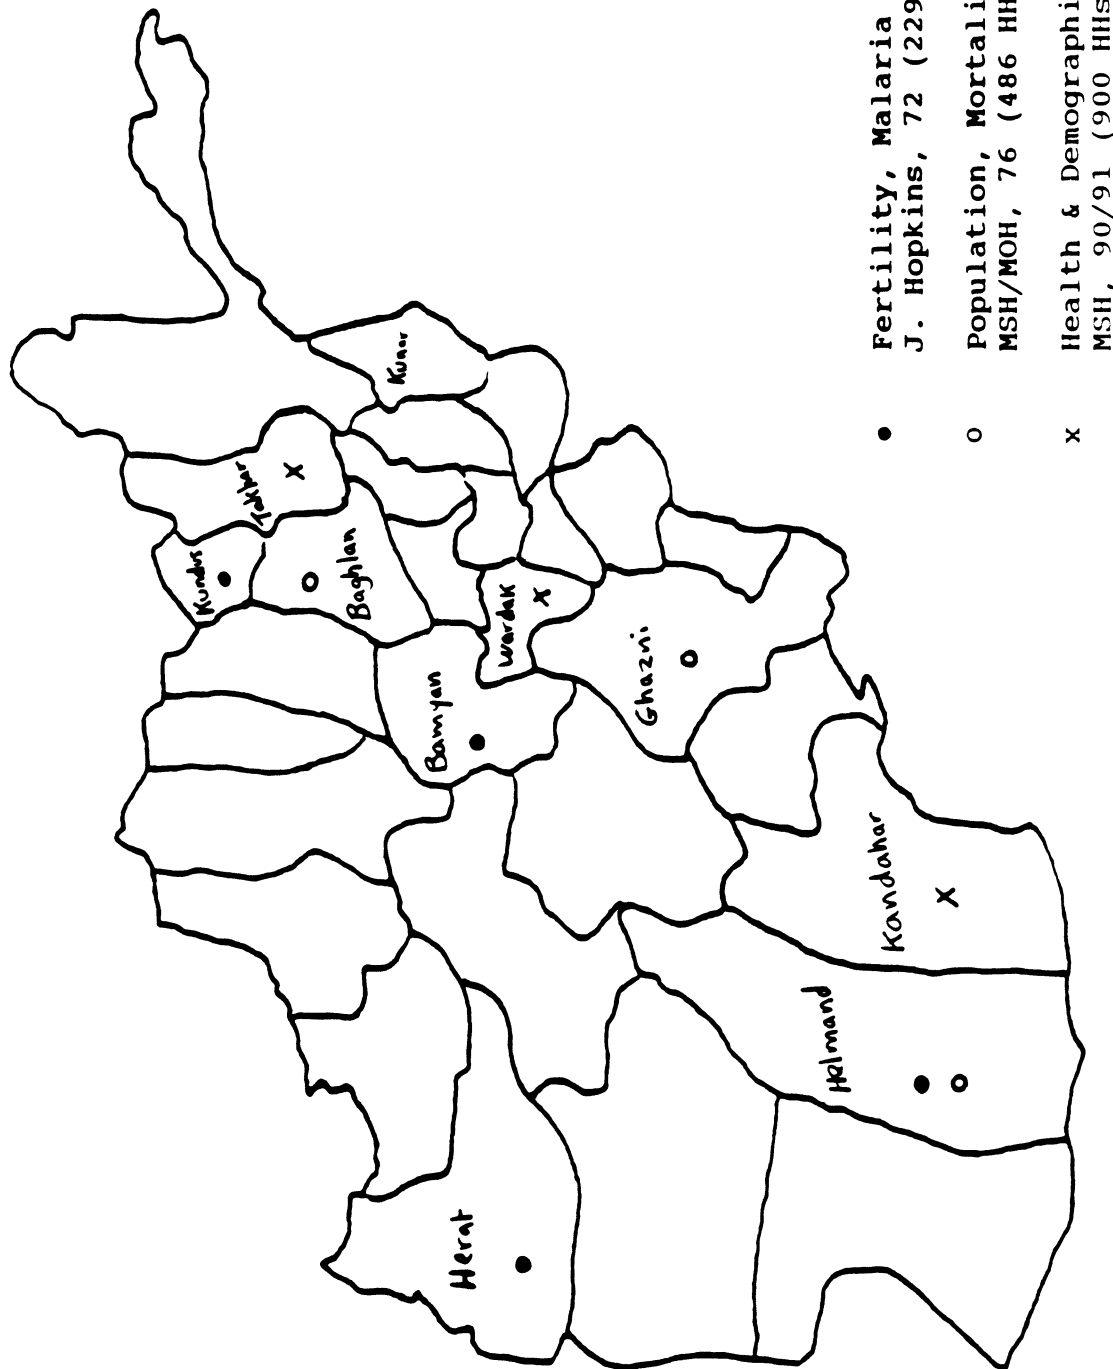 Takhar
x
Kundus
Baghlan
Kunar
Wardak
x
Bamyan
Ghazni
Herat
Helmand
Kandahar
x
● Fertility, Malaria
J. Hopkins, 72 (229
o Population, Mortali
MSH/MOH, 76 (486 HH
x Health & Demographi
MSH, 90/91 (900 HHs